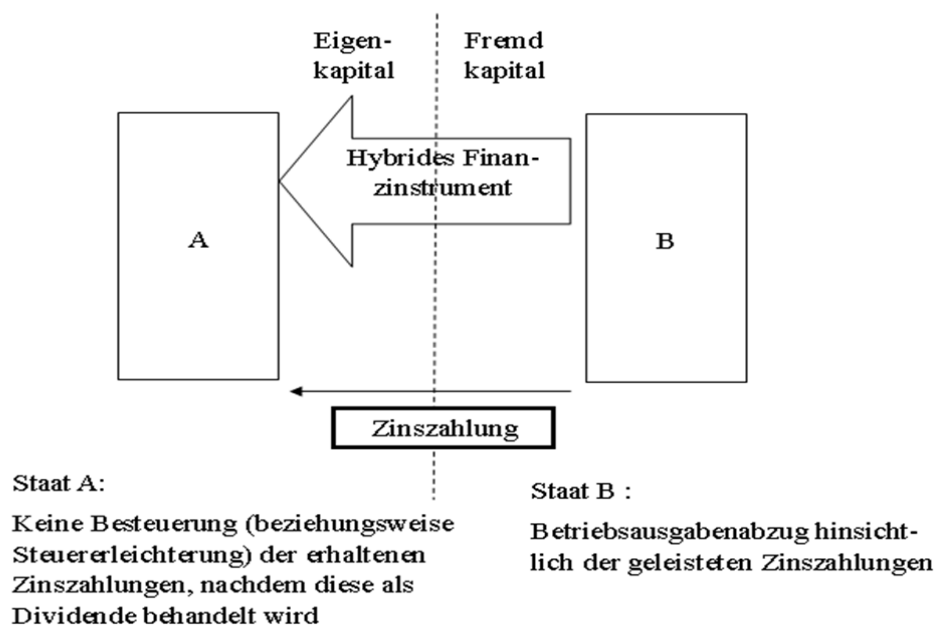 Eigen-
kapital
Fremd
kapital
Hybrides Finan-
zinstrument
A
B
Zinszahlung
Staat A:
Keine Besteuerung (beziehungsweise
Steuererleichterung) der erhaltenen
Zinszahlungen, nachdem diese als
Dividende behandelt wird
Staat B :
Betriebsausgabenabzug hinsicht-
lich der geleisteten Zinszahlungen